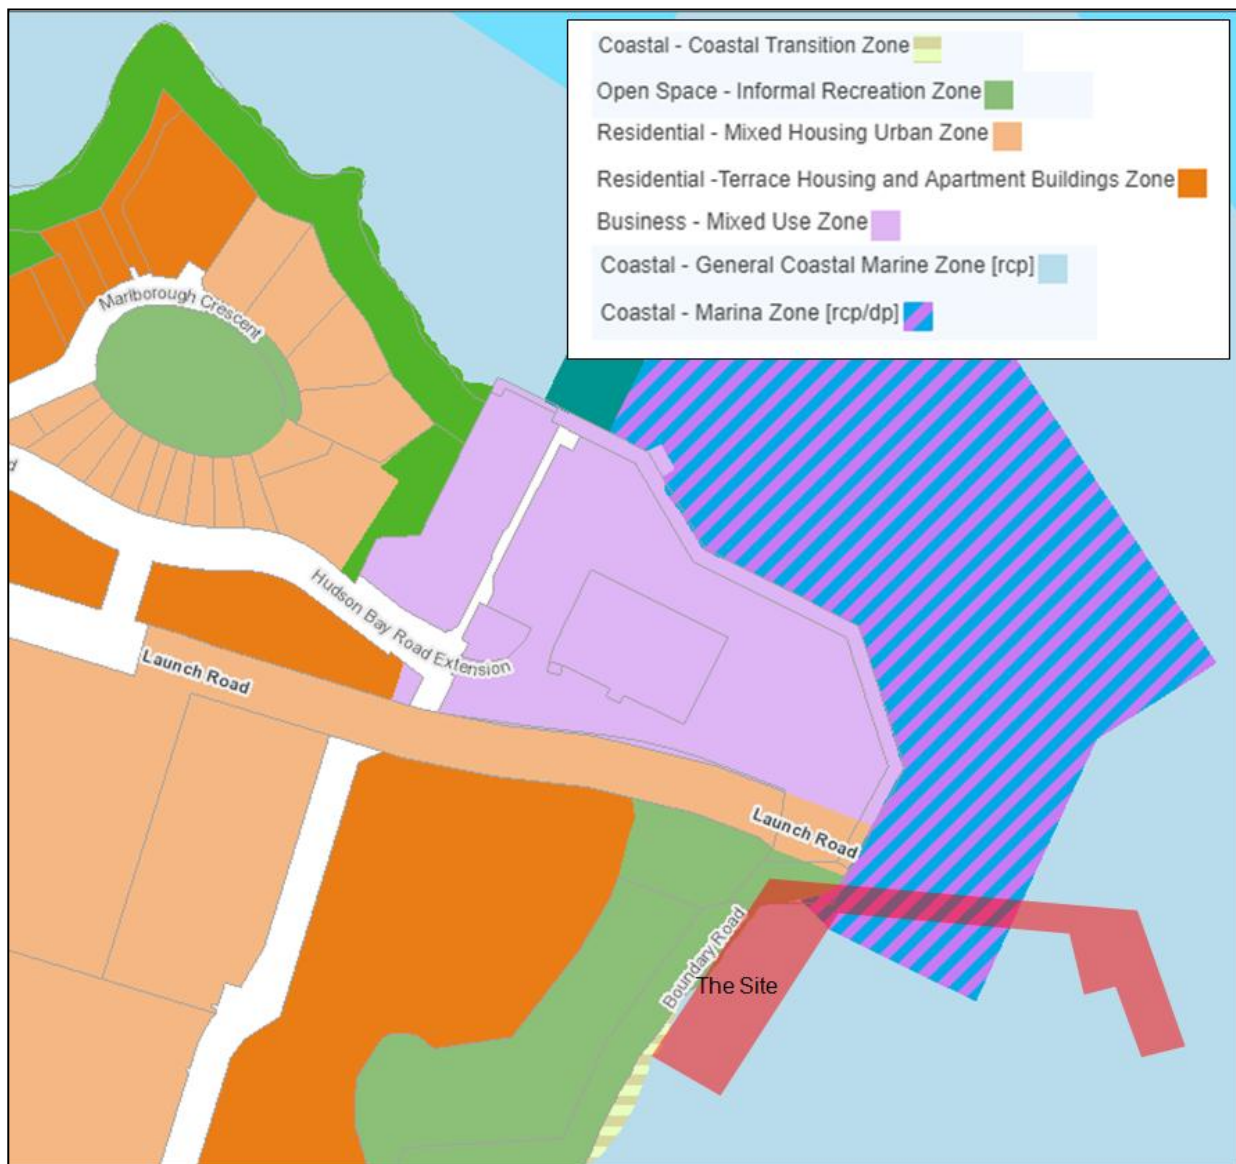 Coastal - Coastal Transition Zone
Open Space - Informal Recreation Zone
Residential - Mixed Housing Urban Zone
Residential -Terrace Housing and Apartment Buildings Zone
Business - Mixed Use Zone
Coastal - General Coastal Marine Zone [rcp]
Coastal - Marina Zone [rcp/dp]
Marlborough Crescent
d
Hudson Bay Road Extension
Launch Road
Launch Road
Boundary Road
The Site